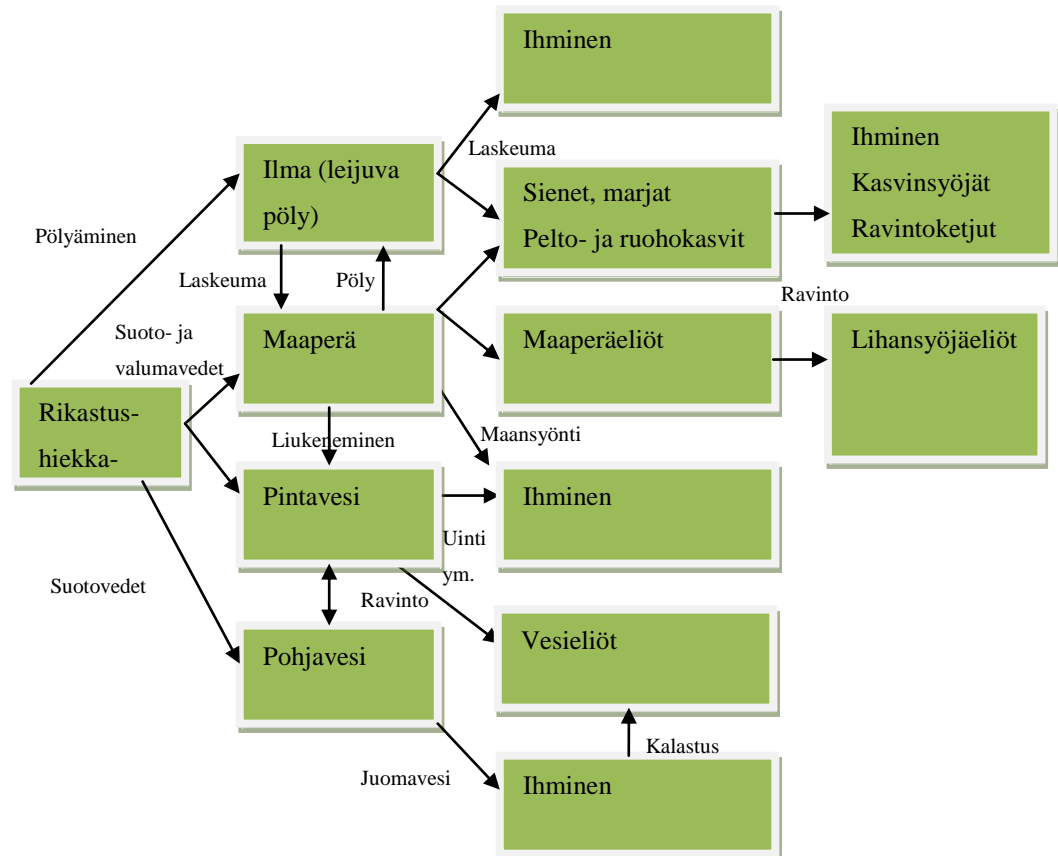 Ihminen
Laskeuma
Ilma (leijuva
pöly)
Sienet, marjat
Pelto- ja ruohokasvit
Ihminen
Kasvinsyöjät
Ravintoketjut
Pölyäminen
Laskeuma
Pöly
Ravinto
Suoto- ja
valumavedet
Maaperä
Maaperäeliöt
Lihansyöjäeliöt
Rikastus-
hiekka-
Liukeneminen
Maansyönti
Pintavesi
Ihminen
Uinti
ym.
Suotovedet
Ravinto
Pohjavesi
Vesieliöt
Kalastus
Juomavesi
Ihminen